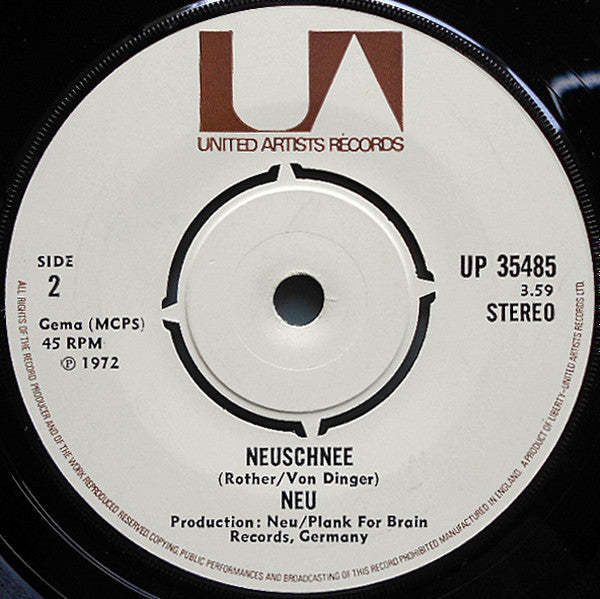 UA
UNITED ARTISTS RECORDS
SIDE
2
Gema (MCPS)
45 RPM
℗ 1972
UP 35485
3.59
STEREO
NEUSCHNEE
(Rother/Von Dinger)
NEU
Production: Neu/Plank For Brain
Records, Germany
ALL RIGHTS OF THE RECORD PRODUCER AND OF THE WORK REPRODUCED RESERVED. COPYING, PUBLIC PERFORMANCES AND BROADCASTING OF THIS RECORD PROHIBITED. MANUFACTURED IN ENGLAND. A PRODUCT OF LIBERTY-UNITED ARTISTS RECORDS LTD.